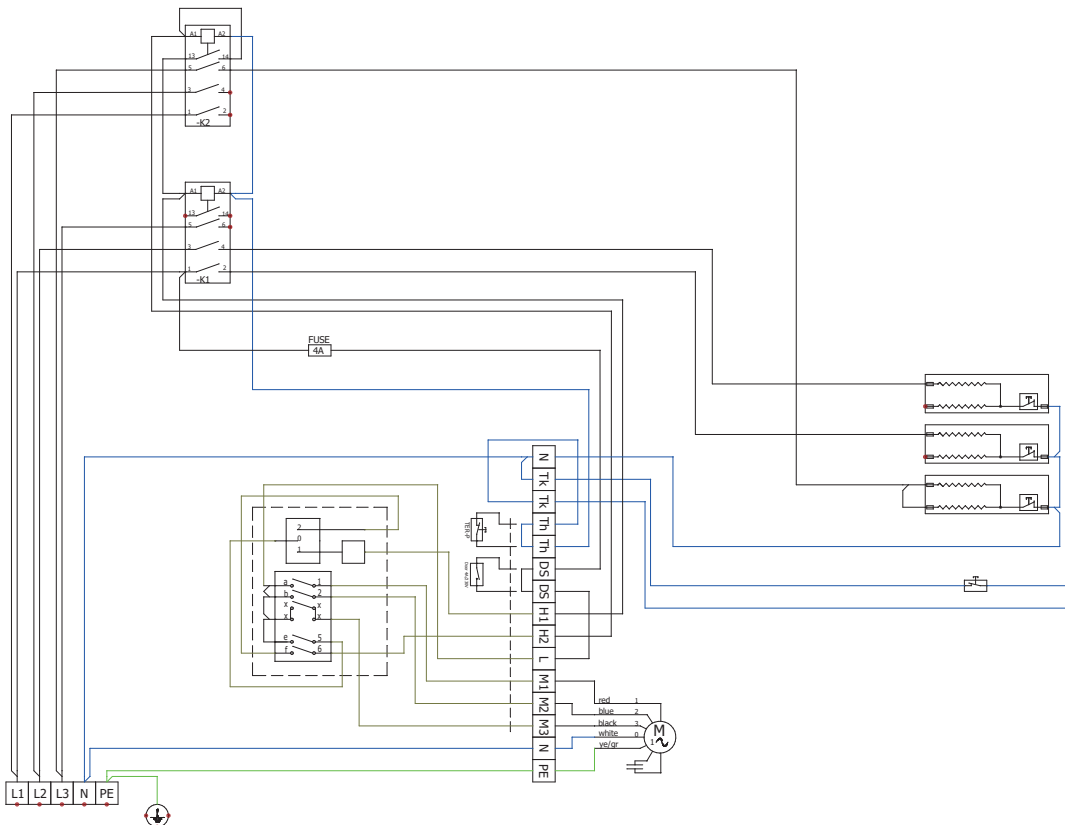 A1 A2
13 14
5 6
3 4
1 2
-K2
A1 A2
13 14
5 6
3 4
1 2
-K1
FUSE
4A
T
T
T
N
Tk
Tk
Th
Th
DS
DS
H1
H2
L
M1
M2
M3
N
PE
TER-P
T
2
0
1
a 1
b 2
x x
x x
e 5
f 6
red 1
blue 2
black 3
white 0
ye/gr
M
1
L1 L2 L3 N PE